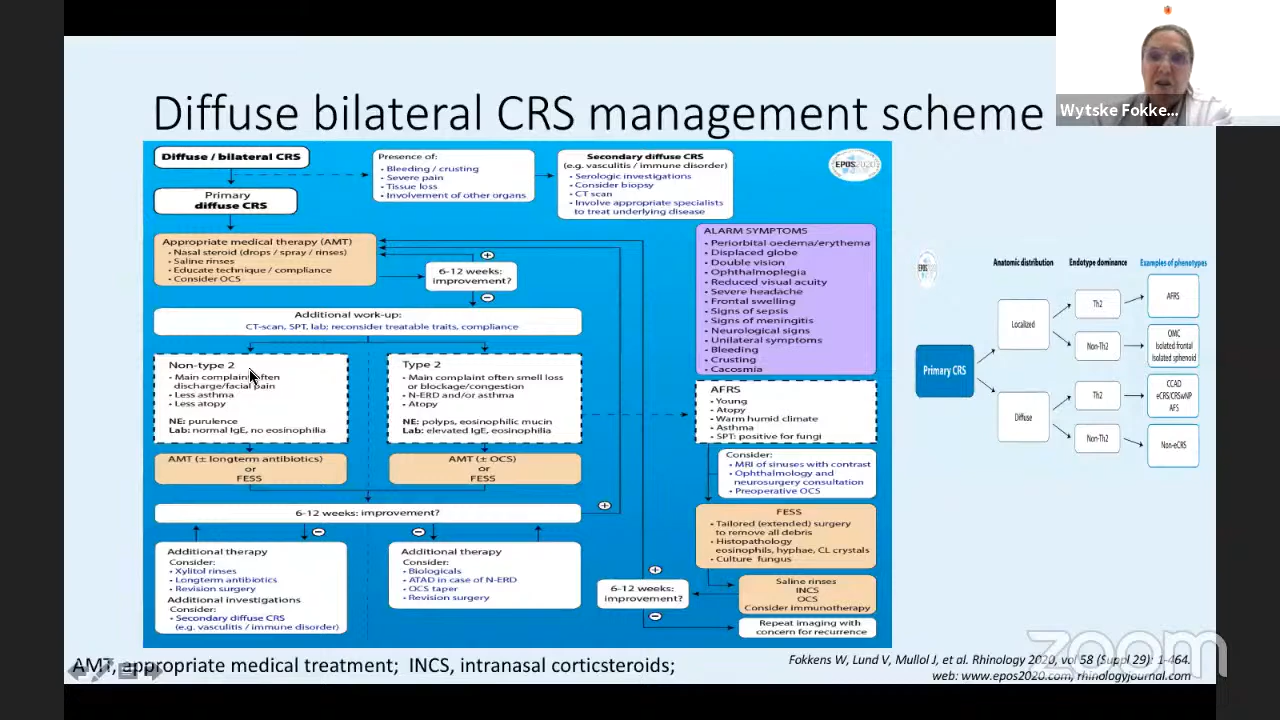 Wytske Fokke...
Diffuse bilateral CRS management scheme
Diffuse / bilateral CRS
Primary
diffuse CRS
Presence of:
• Bleeding / crusting
• Severe pain
• Tissue loss
• Involvement of other organs
Secondary diffuse CRS
(e.g. vasculitis / immune disorder)
• Serologic investigations
• Consider biopsy
• CT scan
• Involve appropriate specialists
to treat underlying disease
Appropriate medical therapy (AMT)
• Nasal steroid (drops / spray / rinses)
• Saline rinses
• Educate technique / compliance
• Consider OCS
+
6-12 weeks:
improvement?
-
Additional work-up:
CT-scan, SPT, lab: reconsider treatable traits, compliance
Non-type 2
• Main complaint often
discharge/facial pain
• Less asthma
• Less atopy
NE: purulence
Lab: normal IgE, no eosinophilia
Type 2
• Main complaint often smell loss
or blockage/congestion
• N-ERD and/or asthma
• Atopy
NE: polyps, eosinophilic mucin
Lab: elevated IgE, eosinophilia
AMT (± longterm antibiotics)
or
FESS
AMT (± OCS)
or
FESS
6-12 weeks: improvement?
+
-
-
Additional therapy
Consider:
• Xylitol rinses
• Longterm antibiotics
• Revision surgery
Additional investigations
Consider:
• Secondary diffuse CRS
(e.g. vasculitis / immune disorder)
Additional therapy
Consider:
• Biologicals
• ATAD in case of N-ERD
• OCS taper
• Revision surgery
ALARM SYMPTOMS
• Periorbital oedema/erythema
• Displaced globe
• Double vision
• Ophthalmoplegia
• Reduced visual acuity
• Severe headache
• Frontal swelling
• Signs of sepsis
• Signs of meningitis
• Neurological signs
• Unilateral symptoms
• Bleeding
• Crusting
• Cacosmia
AFRS
• Young
• Atopy
• Warm humid climate
• Asthma
• SPT: positive for fungi
Consider:
• MRI of sinuses with contrast
• Ophthalmology and
neurosurgery consultation
• Preoperative OCS
FESS
• Tailored (extended) surgery
to remove all debris
• Histopathology
eosinophils, hyphae, CL crystals
• Culture fungus
Saline rinses
INCS
OCS
Consider immunotherapy
+
6-12 weeks:
improvement?
-
Repeat imaging with
concern for recurrence
Anatomic distribution
Endotype dominance
Examples of phenotypes
Primary CRS
Localized
Diffuse
Th2
Non-Th2
Th2
Non-Th2
AFRS
OMC
Isolated frontal
Isolated sphenoid
CCAD
eCRS/CRSwNP
AFS
Non-eCRS
AMT, appropriate medical treatment; INCS, intranasal corticsteroids;
Fokkens W, Lund V, Mullol J, et al. Rhinology 2020, vol 58 (Suppl 29): 1-464.
web: www.epos2020.com, rhinologyjournal.com
zoom